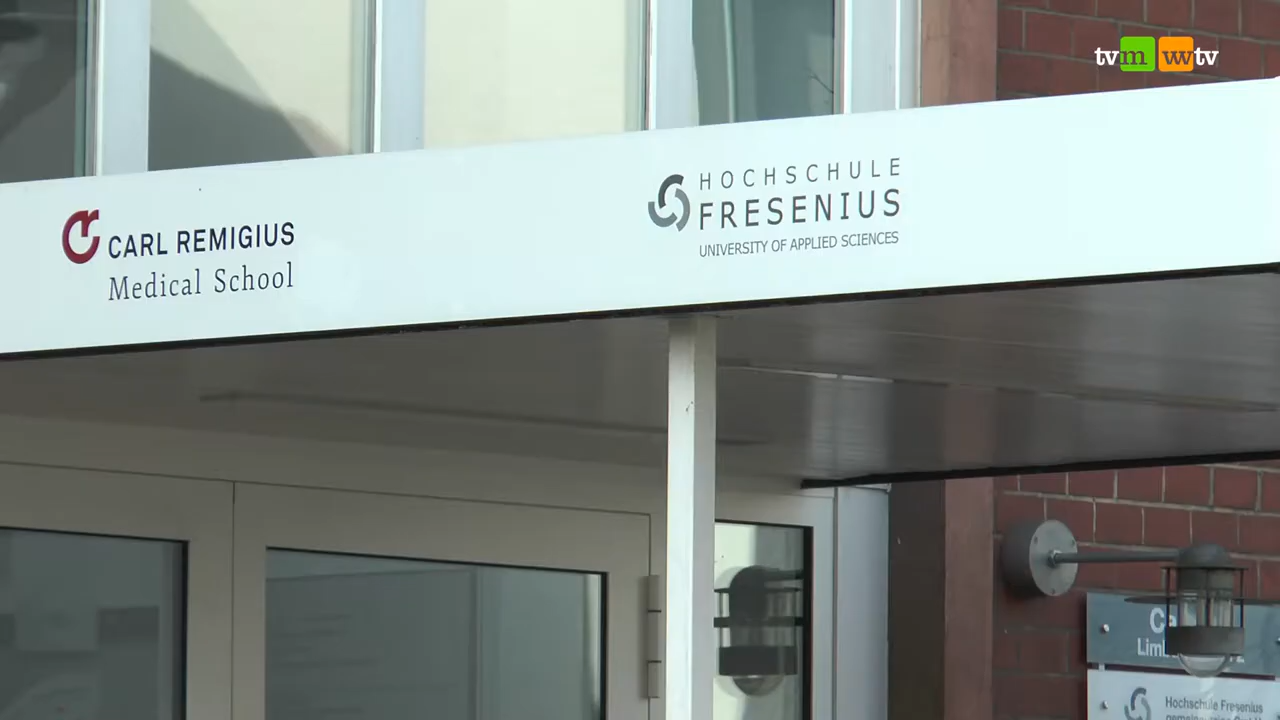 tvm wwtv
CARL REMIGIUS
Medical School
HOCHSCHULE
FRESENIUS
UNIVERSITY OF APPLIED SCIENCES
Hochschule Fresenius